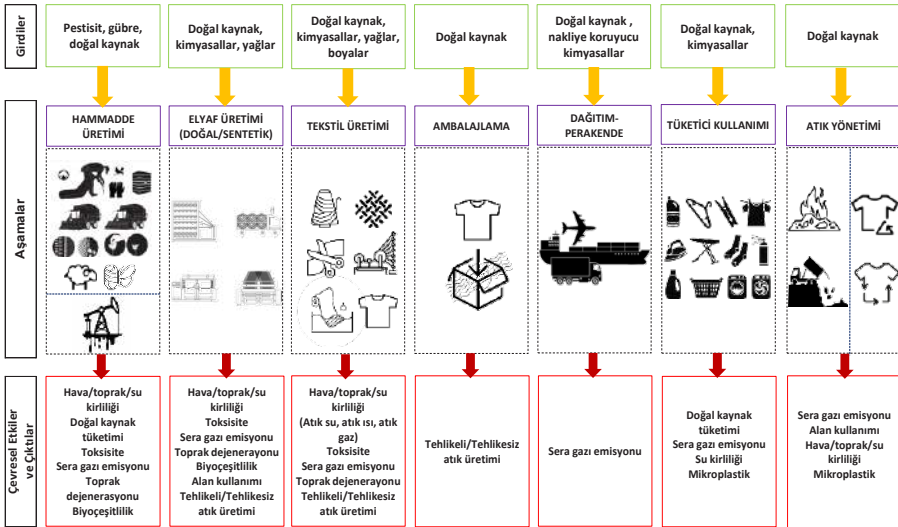 Girdiler
Pestisit, gübre,
doğal kaynak
Doğal kaynak,
kimyasallar, yağlar
Doğal kaynak,
kimyasallar, yağlar,
boyalar
Doğal kaynak
Doğal kaynak ,
nakliye koruyucu
kimyasallar
Doğal kaynak,
kimyasallar
Doğal kaynak
Aşamalar
HAMMADDE
ÜRETİMİ
ELYAF ÜRETİMİ
(DOĞAL/SENTETİK)
TEKSTİL ÜRETİMİ
AMBALAJLAMA
DAĞITIM-
PERAKENDE
TÜKETİCİ KULLANIMI
ATIK YÖNETİMİ
Çevresel Etkiler
ve Çıktılar
Hava/toprak/su
kirliliği
Doğal kaynak
tüketimi
Toksisite
Sera gazı emisyonu
Toprak
dejenerasyonu
Biyoçeşitlilik
Hava/toprak/su
kirliliği
Toksisite
Sera gazı emisyonu
Toprak dejenerayonu
Biyoçeşitlilik
Alan kullanımı
Tehlikeli/Tehlikesiz
atık üretimi
Hava/toprak/su
kirliliği
(Atık su, atık ısı, atık
gaz)
Toksisite
Sera gazı emisyonu
Toprak dejenerasyonu
Tehlikeli/Tehlikesiz
atık üretimi
Tehlikeli/Tehlikesiz
atık üretimi
Sera gazı emisyonu
Doğal kaynak
tüketimi
Sera gazı emisyonu
Su kirliliği
Mikroplastik
Sera gazı emisyonu
Alan kullanımı
Hava/toprak/su
kirliliği
Mikroplastik